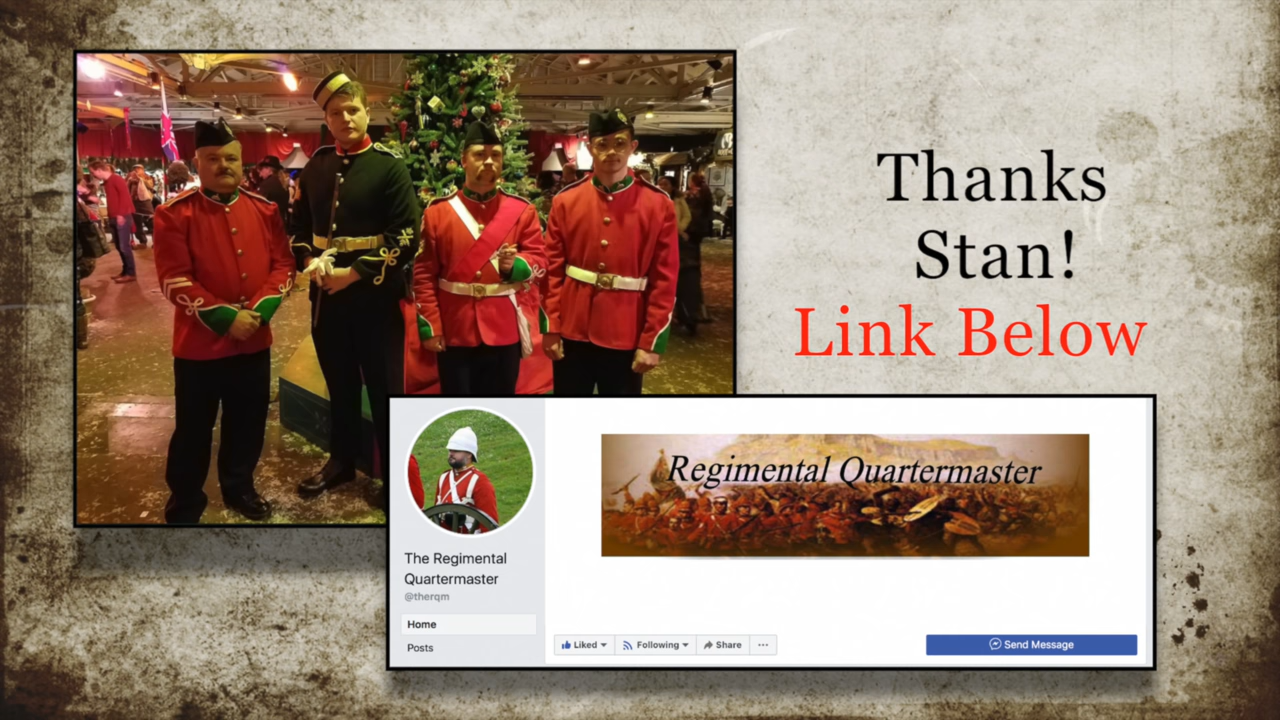 Thanks
Stan!
Link Below
Regimental Quartermaster
The Regimental
Quartermaster
@therqm
Home
Posts
Liked
Following
Share
Send Message